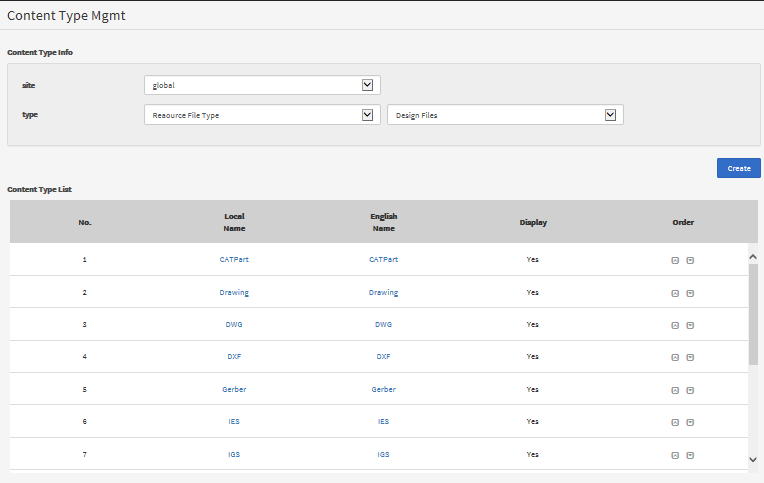 Content Type Mgmt
Content Type Info
site global
type Reaource File Type Design Files
Create
Content Type List
No. Local Name English Name Display Order
1 CATPart CATPart Yes
2 Drawing Drawing Yes
3 DWG DWG Yes
4 DXF DXF Yes
5 Gerber Gerber Yes
6 IES IES Yes
7 IGS IGS Yes